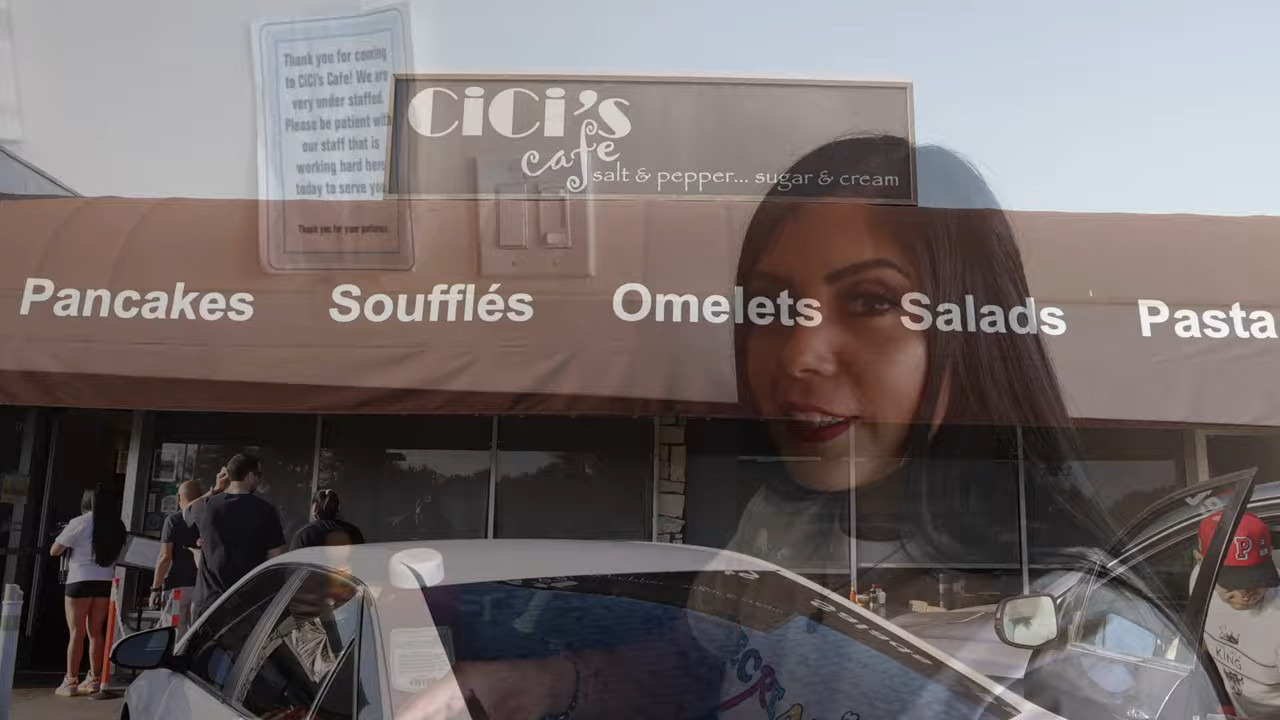 Thank you for coming
to CiCi's Cafe! We are
very under staffed.
Please be patient with
our staff that is
working hard here
today to serve you
Thank you for your patience.
CiCi's
cafe
salt & pepper... sugar & cream
Pancakes Soufflés Omelets Salads Pasta
P
KING